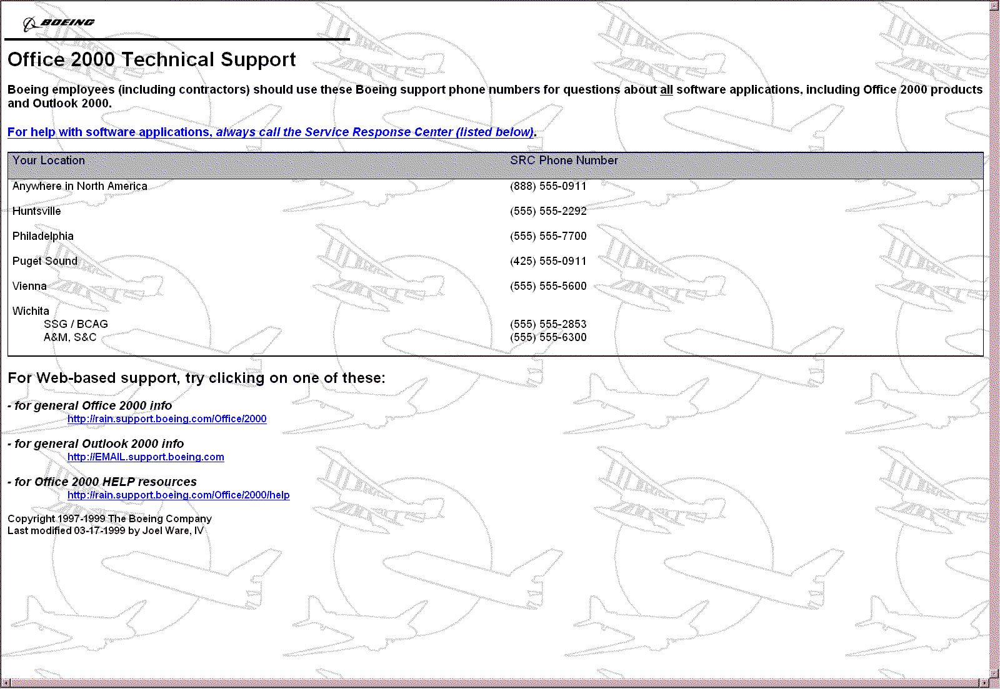 BOEING
Office 2000 Technical Support
Boeing employees (including contractors) should use these Boeing support phone numbers for questions about all software applications, including Office 2000 products
and Outlook 2000.
For help with software applications, always call the Service Response Center (listed below).
Your Location SRC Phone Number
Anywhere in North America (888) 555-0911
Huntsville (555) 555-2292
Philadelphia (555) 555-7700
Puget Sound (425) 555-0911
Vienna (555) 555-5600
Wichita
SSG / BCAG (555) 555-2853
A&M, S&C (555) 555-6300
For Web-based support, try clicking on one of these:
- for general Office 2000 info
http://rain.support.boeing.com/Office/2000
- for general Outlook 2000 info
http://EMAIL.support.boeing.com
- for Office 2000 HELP resources
http://rain.support.boeing.com/Office/2000/help
Copyright 1997-1999 The Boeing Company
Last modified 03-17-1999 by Joel Ware, IV